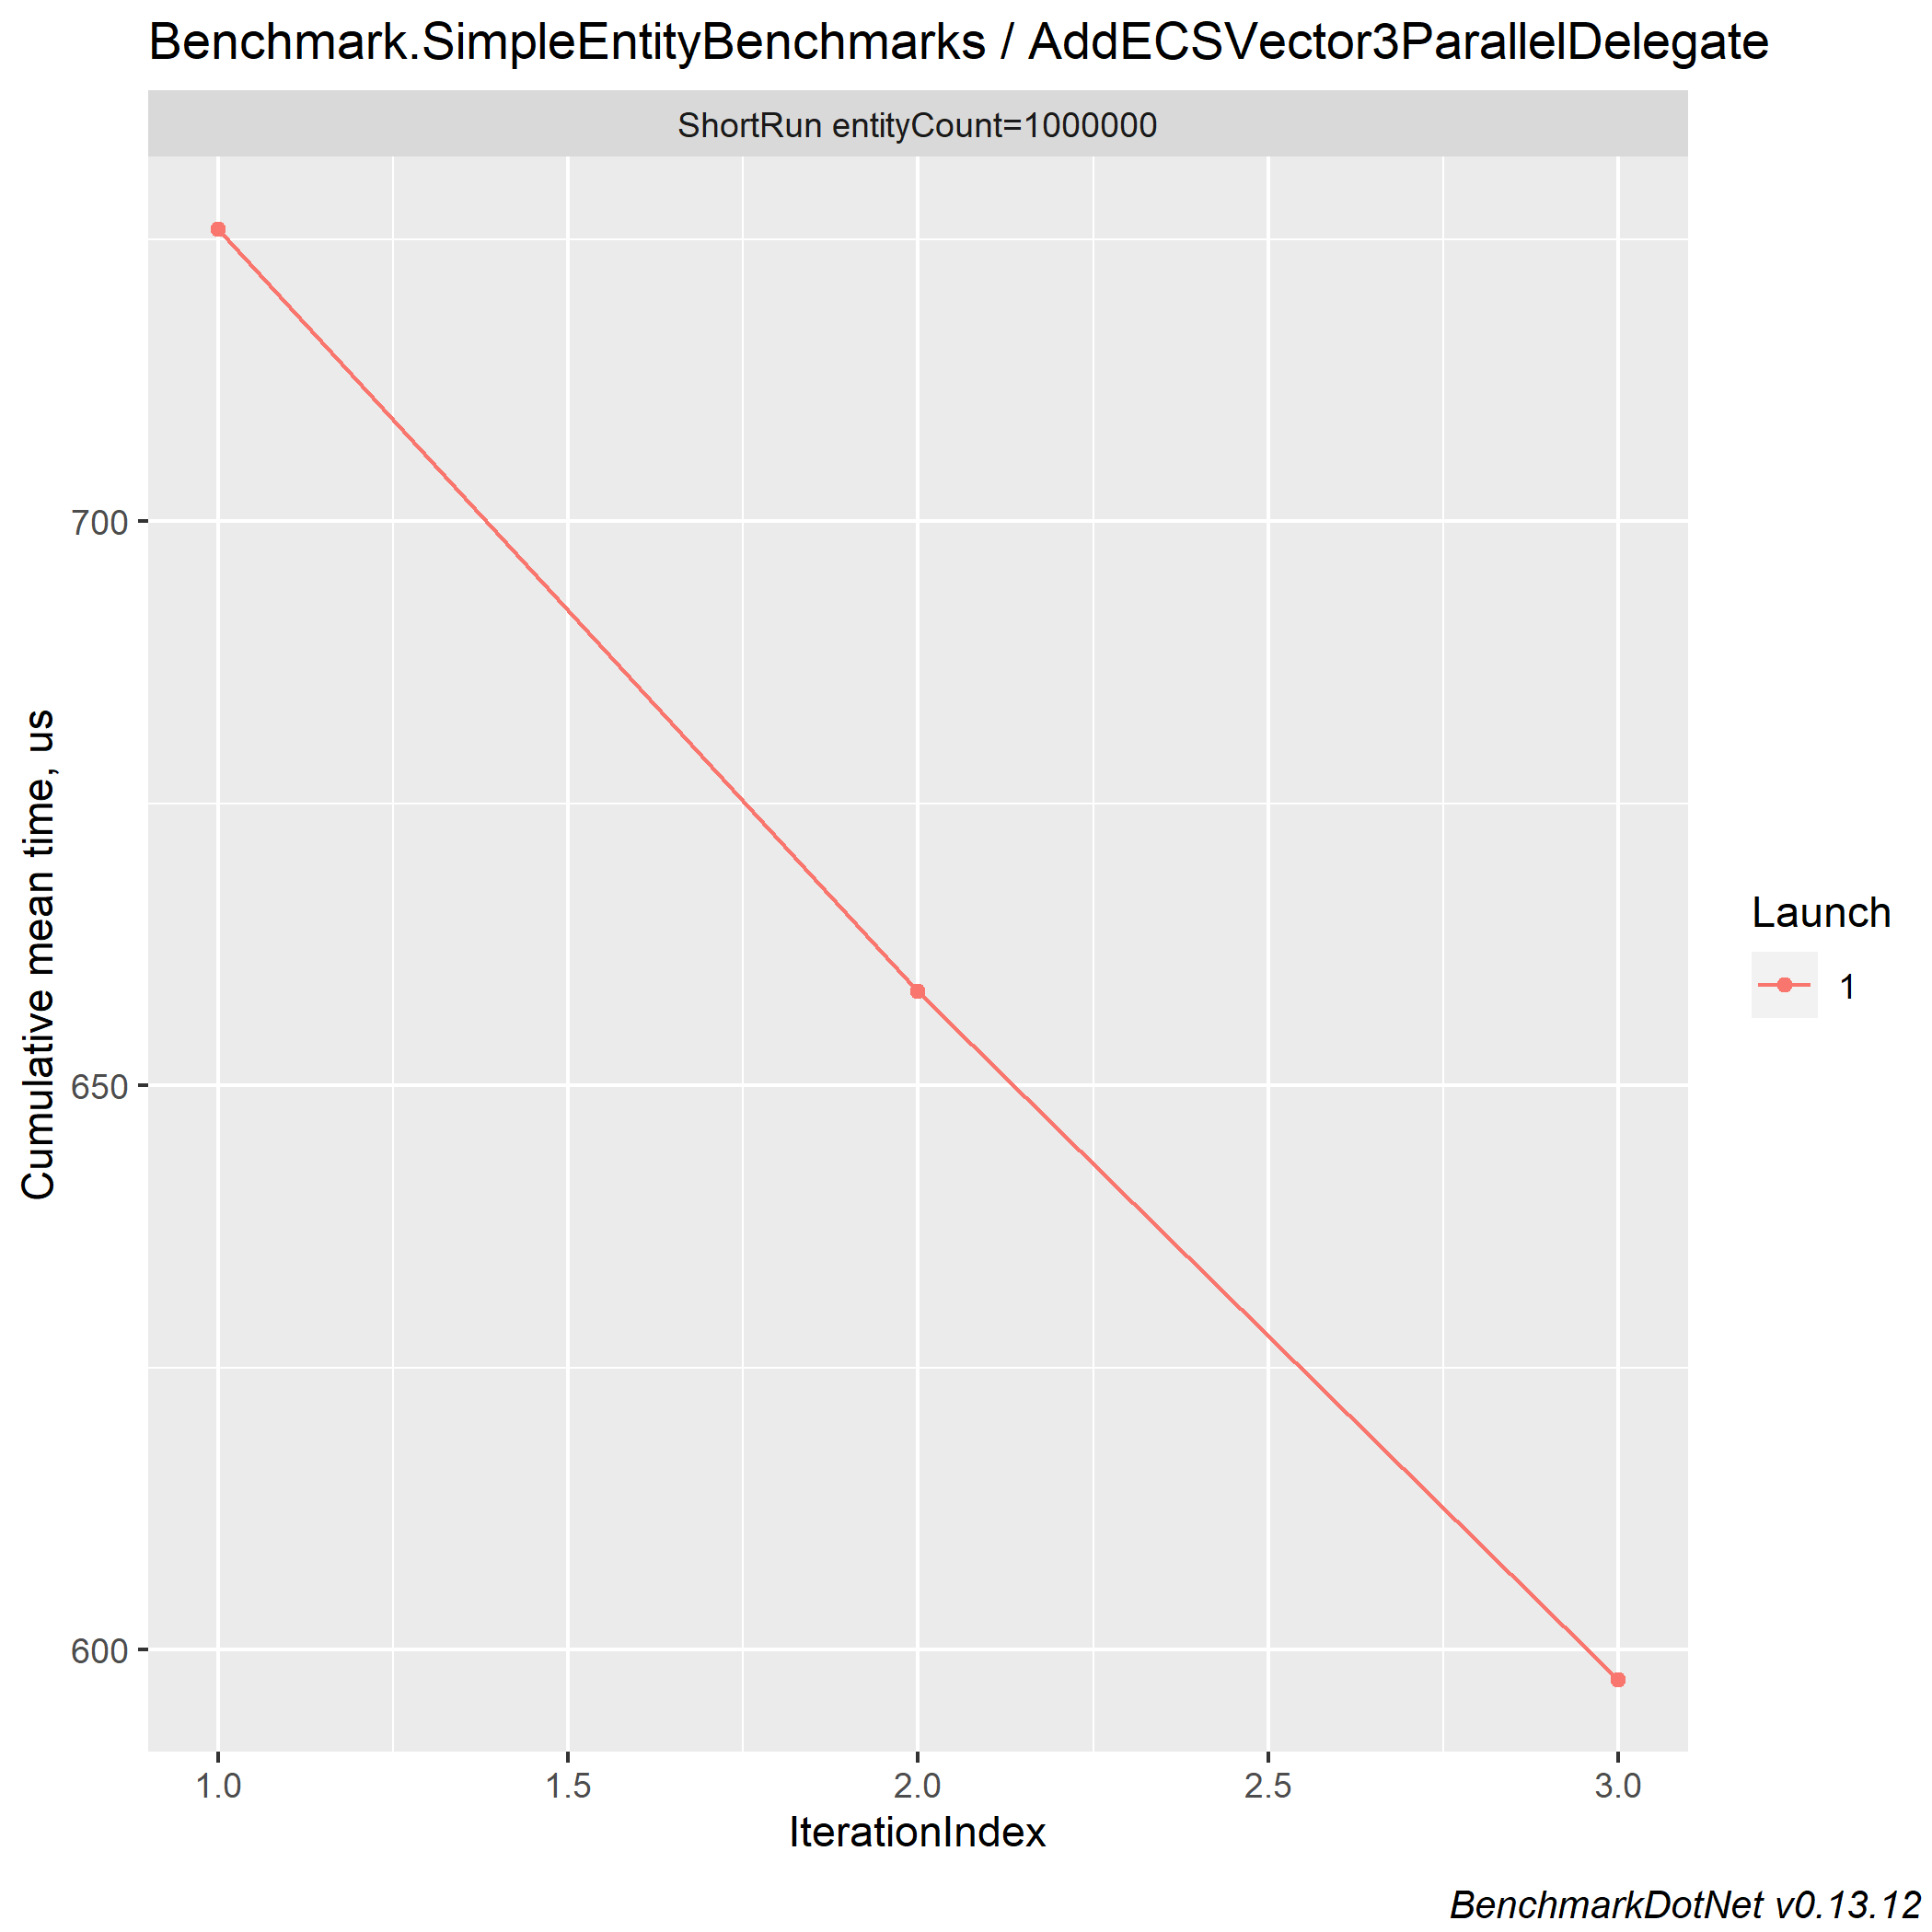 Benchmark.SimpleEntityBenchmarks / AddECSVector3ParallelDelegate
ShortRun entityCount=1000000
Cumulative mean time, us
700
650
600
1.0
1.5
2.0
2.5
3.0
IterationIndex
Launch
1
BenchmarkDotNet v0.13.12